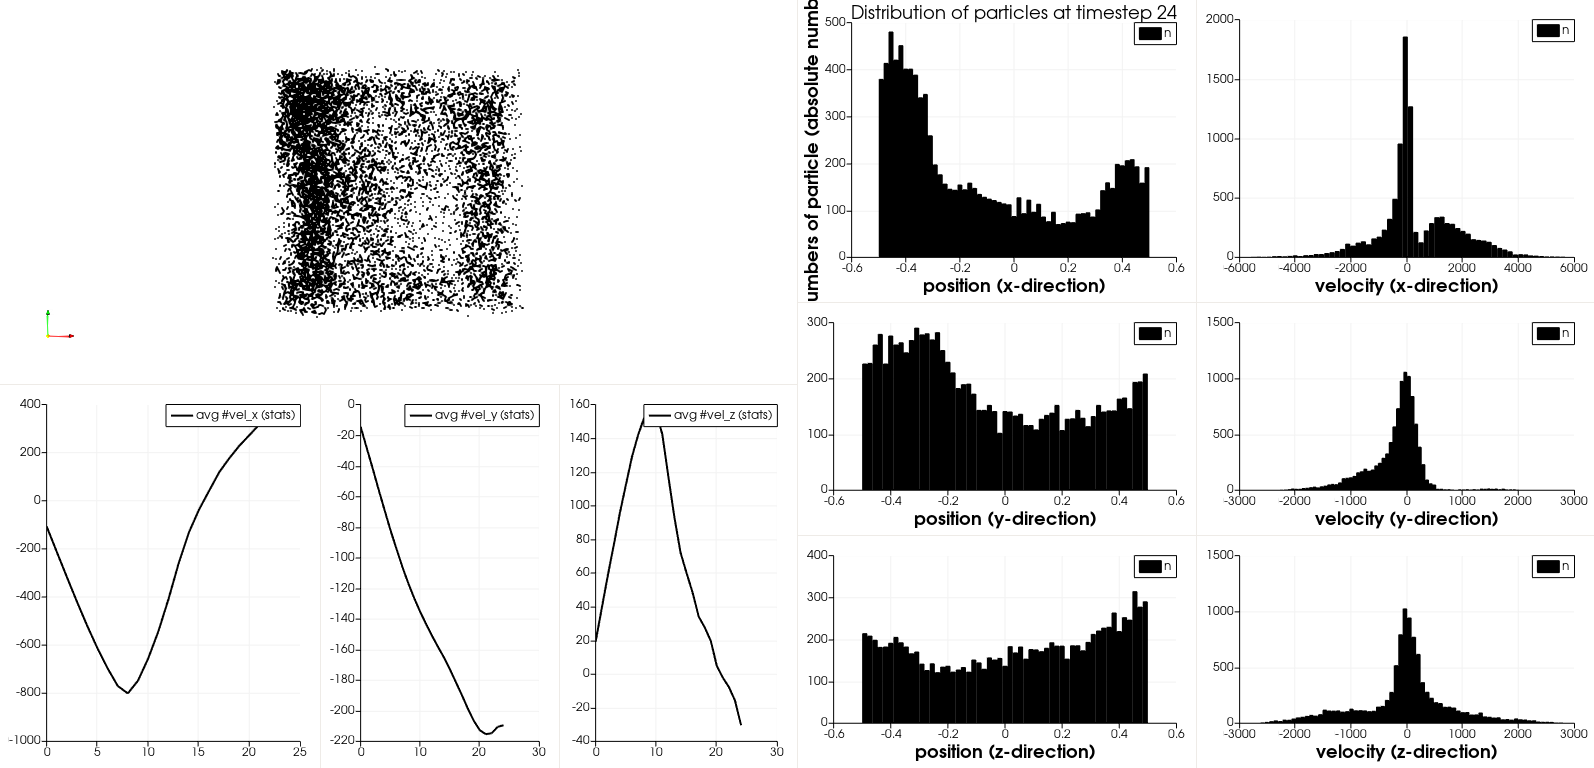 400
200
0
-200
-400
-600
-800
-1000
0 5 10 15 20 25
avg #vel_x (stats)
0
-20
-40
-60
-80
-100
-120
-140
-160
-180
-200
-220
0 10 20 30
avg #vel_y (stats)
160
140
120
100
80
60
40
20
0
-20
-40
0 10 20 30
avg #vel_z (stats)
Distribution of particles at timestep 24
umbers of particle (absolute numb
500
400
300
200
100
0
-0.6 -0.4 -0.2 0 0.2 0.4 0.6
position (x-direction)
n
2000
1500
1000
500
0
-6000 -4000 -2000 0 2000 4000 6000
velocity (x-direction)
n
300
200
100
0
-0.6 -0.4 -0.2 0 0.2 0.4 0.6
position (y-direction)
n
1500
1000
500
0
-3000 -2000 -1000 0 1000 2000 3000
velocity (y-direction)
n
400
300
200
100
0
-0.6 -0.4 -0.2 0 0.2 0.4 0.6
position (z-direction)
n
1500
1000
500
0
-3000 -2000 -1000 0 1000 2000 3000
velocity (z-direction)
n